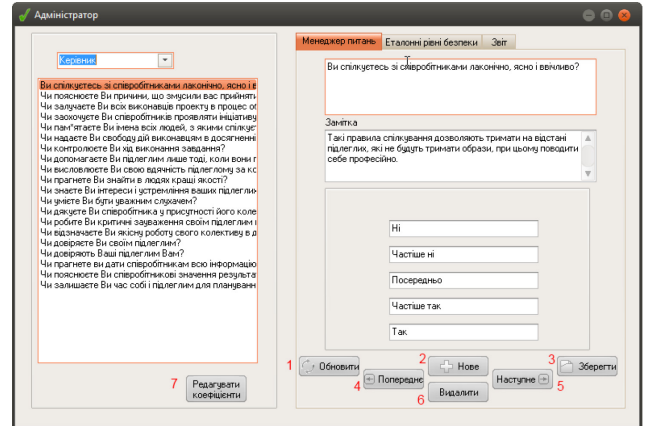 Адміністратор
Керівник
Ви спілкуєтесь зі співробітниками лаконічно, ясно і в
Чи пояснюєте Ви причини, що змусили вас прийняти
Чи залучаєте Ви всіх виконавців проекту в процес об
Чи заохочуєте Ви співробітників проявляти ініціативу
Чи пам"ятаєте Ви імена всіх людей, з якими спілкує
Чи надаєте Ви свободу дій виконавцям в досягненні
Чи контролюєте Ви хід виконання завдання?
Чи допомагаєте Ви підлеглим лише тоді, коли вони п
Чи висловлюєте Ви свою вдячність підлеглому за ко
Чи прагнете Ви знайти в людях кращі якості?
Чи знаєте Ви інтереси і устремління ваших підлеглих
Чи умієте Ви бути уважним слухачем?
Чи дякуєте Ви співробітника у присутності його коле
Чи робите Ви критичні зауваження своїм підлеглим н
Чи відзначаєте Ви якісну роботу свого колективу в д
Чи довіряєте Ви своїм підлеглим?
Чи довіряють Ваші підлеглим Вам?
Чи прагнете ви дати співробітникам всю інформацію
Чи пояснюєте Ви співробітникові значення результа
Чи залишаєте Ви час собі і підлеглим для плануванн
7 Редагувати
коефіцієнти
Менеджер питань Еталонні рівні безпеки Звіт
Ви спілкуєтесь зі співробітниками лаконічно, ясно і ввічливо?
Замітка
Такі правила спілкування дозволяють тримати на відстані
підлеглих, які не будуть тримати образи, при цьому поводити
себе професійно.
Ні
Частіше ні
Посередньо
Частіше так
Так
1 Обновити 2 Нове 3 Зберегти
4 Попереднє Наступне 5
6 Видалити